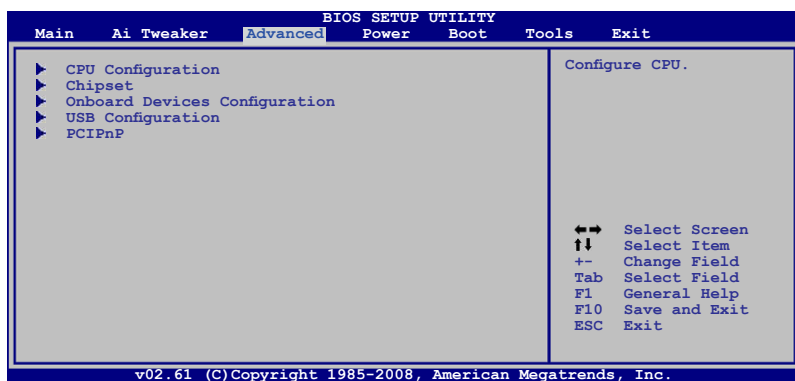 BIOS SETUP UTILITY
Main Ai Tweaker Advanced Power Boot Tools Exit
CPU Configuration
Chipset
Onboard Devices Configuration
USB Configuration
PCIPnP
Configure CPU.
←→ Select Screen
↑↓ Select Item
+- Change Field
Tab Select Field
F1 General Help
F10 Save and Exit
ESC Exit
v02.61 (C)Copyright 1985-2008, American Megatrends, Inc.